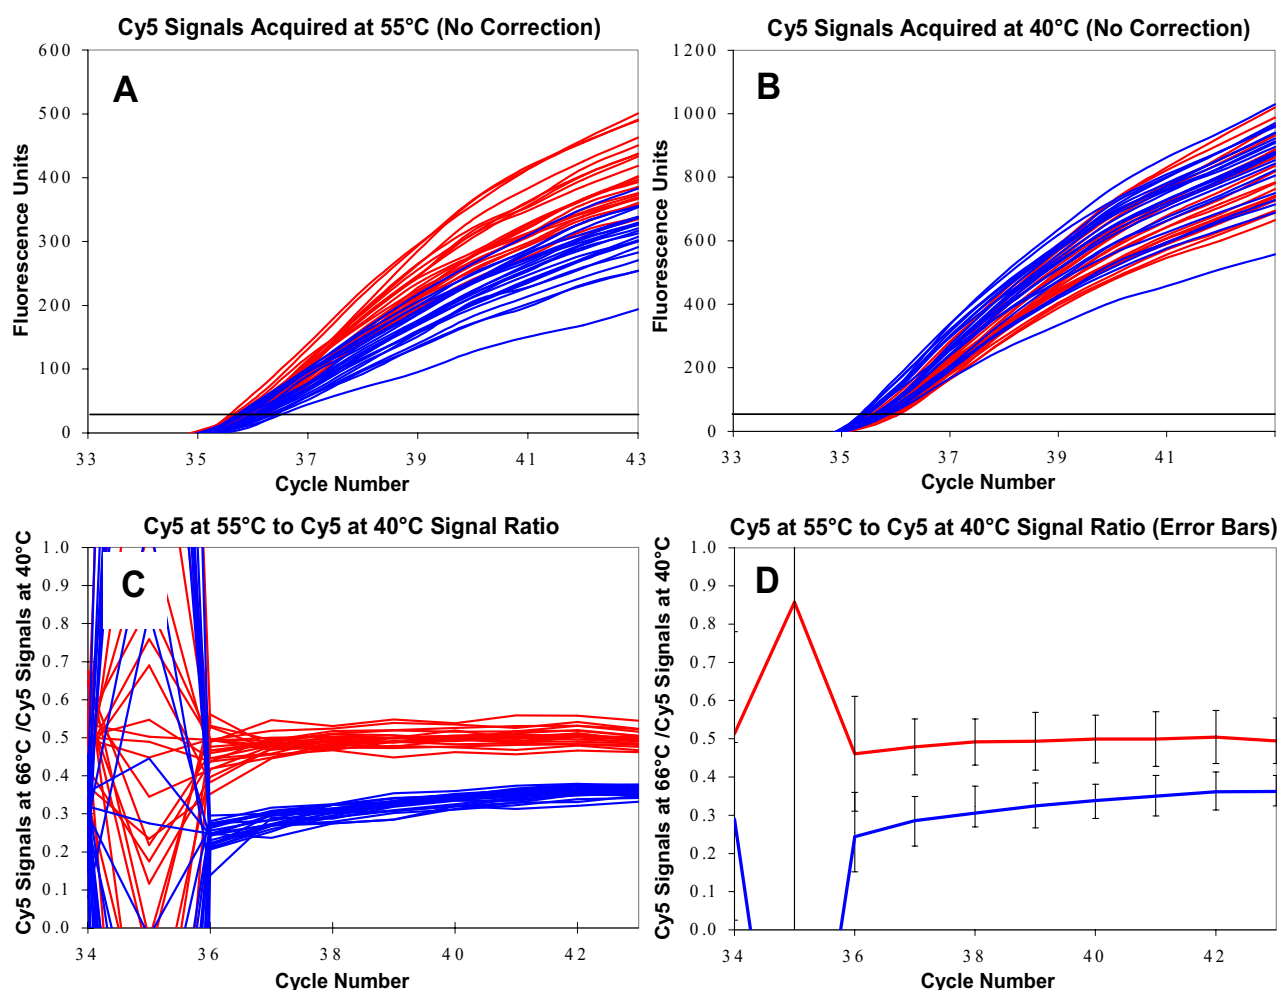 Cy5 Signals Acquired at 55°C (No Correction)
A
Fluorescence Units
600
500
400
300
200
100
0
33 35 37 39 41 43
Cycle Number
Cy5 Signals Acquired at 40°C (No Correction)
B
Fluorescence Units
1200
1000
800
600
400
200
0
33 35 37 39 41
Cycle Number
Cy5 at 55°C to Cy5 at 40°C Signal Ratio
C
Cy5 Signals at 66°C /Cy5 Signals at 40°C
1.0
0.9
0.8
0.7
0.6
0.5
0.4
0.3
0.2
0.1
0.0
34 36 38 40 42
Cycle Number
Cy5 at 55°C to Cy5 at 40°C Signal Ratio (Error Bars)
D
Cy5 Signals at 66°C /Cy5 Signals at 40°C
1.0
0.9
0.8
0.7
0.6
0.5
0.4
0.3
0.2
0.1
0.0
34 36 38 40 42
Cycle Number